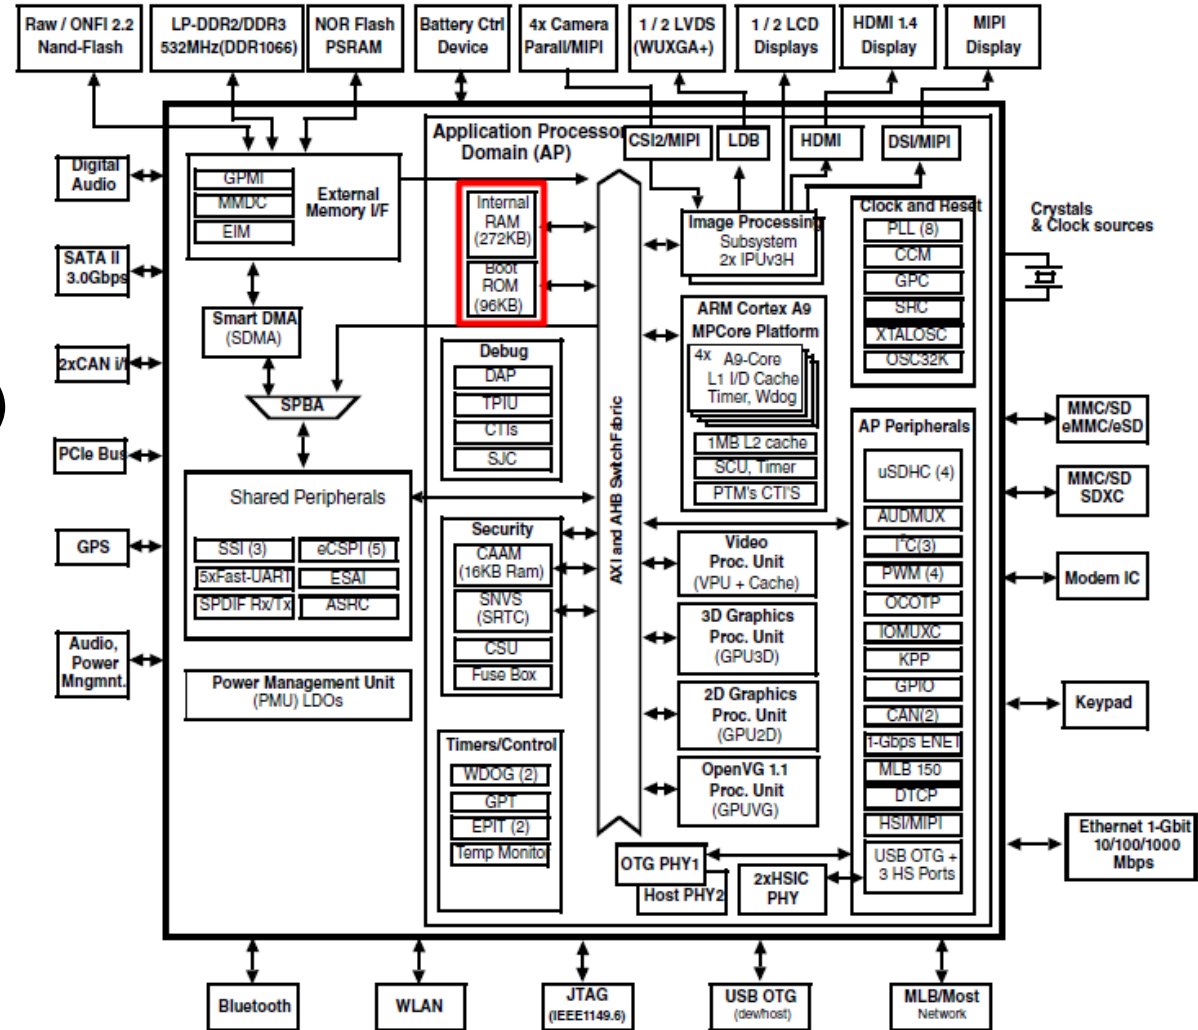 Raw / ONFI 2.2
Nand-Flash
LP-DDR2/DDR3
532MHz(DDR1066)
NOR Flash
PSRAM
Battery Ctrl
Device
4x Camera
Parall/MIPI
1 / 2 LVDS
(WUXGA+)
1 / 2 LCD
Displays
HDMI 1.4
Display
MIPI
Display
Digital
Audio
SATA II
3.0Gbps
2xCAN i/f
PCIe Bus
GPS
Audio,
Power
Mngmnt.
GPMI
MMDC
EIM
External
Memory I/F
Smart DMA
(SDMA)
SPBA
Shared Peripherals
SSI (3)
eCSPI (5)
5xFast-UART
ESAI
SPDIF Rx/Tx
ASRC
Power Management Unit
(PMU) LDOs
Application Processor
Domain (AP)
Internal
RAM
(272KB)
Boot
ROM
(96KB)
Debug
DAP
TPIU
CTIs
SJC
Security
CAAM
(16KB Ram)
SNVS
(SRTC)
CSU
Fuse Box
Timers/Control
WDOG (2)
GPT
EPIT (2)
Temp Monitor
AXI and AHB Switch Fabric
CSI2/MIPI
LDB
HDMI
DSI/MIPI
Image Processing
Subsystem
2x IPUv3H
ARM Cortex A9
MPCore Platform
4x A9-Core
L1 I/D Cache
Timer, Wdog
1MB L2 cache
SCU, Timer
PTM's CTI'S
Video
Proc. Unit
(VPU + Cache)
3D Graphics
Proc. Unit
(GPU3D)
2D Graphics
Proc. Unit
(GPU2D)
OpenVG 1.1
Proc. Unit
(GPUVG)
OTG PHY1
Host PHY2
2xHSIC
PHY
Clock and Reset
PLL (8)
CCM
GPC
SRC
XTALOSC
OSC32K
AP Peripherals
uSDHC (4)
AUDMUX
I²C(3)
PWM (4)
OCOTP
IOMUXC
KPP
GPIO
CAN(2)
1-Gbps ENET
MLB 150
DTCP
HSI/MIPI
USB OTG +
3 HS Ports
Crystals
& Clock sources
MMC/SD
eMMC/eSD
MMC/SD
SDXC
Modem IC
Keypad
Ethernet 1-Gbit
10/100/1000
Mbps
Bluetooth
WLAN
JTAG
(IEEE1149.6)
USB OTG
(dev/host)
MLB/Most
Network